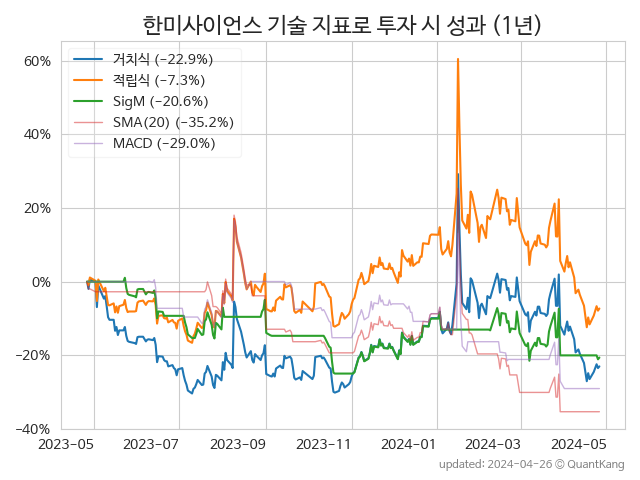 한미사이언스 기술 지표로 투자 시 성과 (1년)
거치식 (−22.9%)
적립식 (−7.3%)
SigM (−20.6%)
SMA(20) (−35.2%)
MACD (−29.0%)
60%
40%
20%
0%
−20%
−40%
2023-05 2023-07 2023-09 2023-11 2024-01 2024-03 2024-05
updated: 2024-04-26 © QuantKang